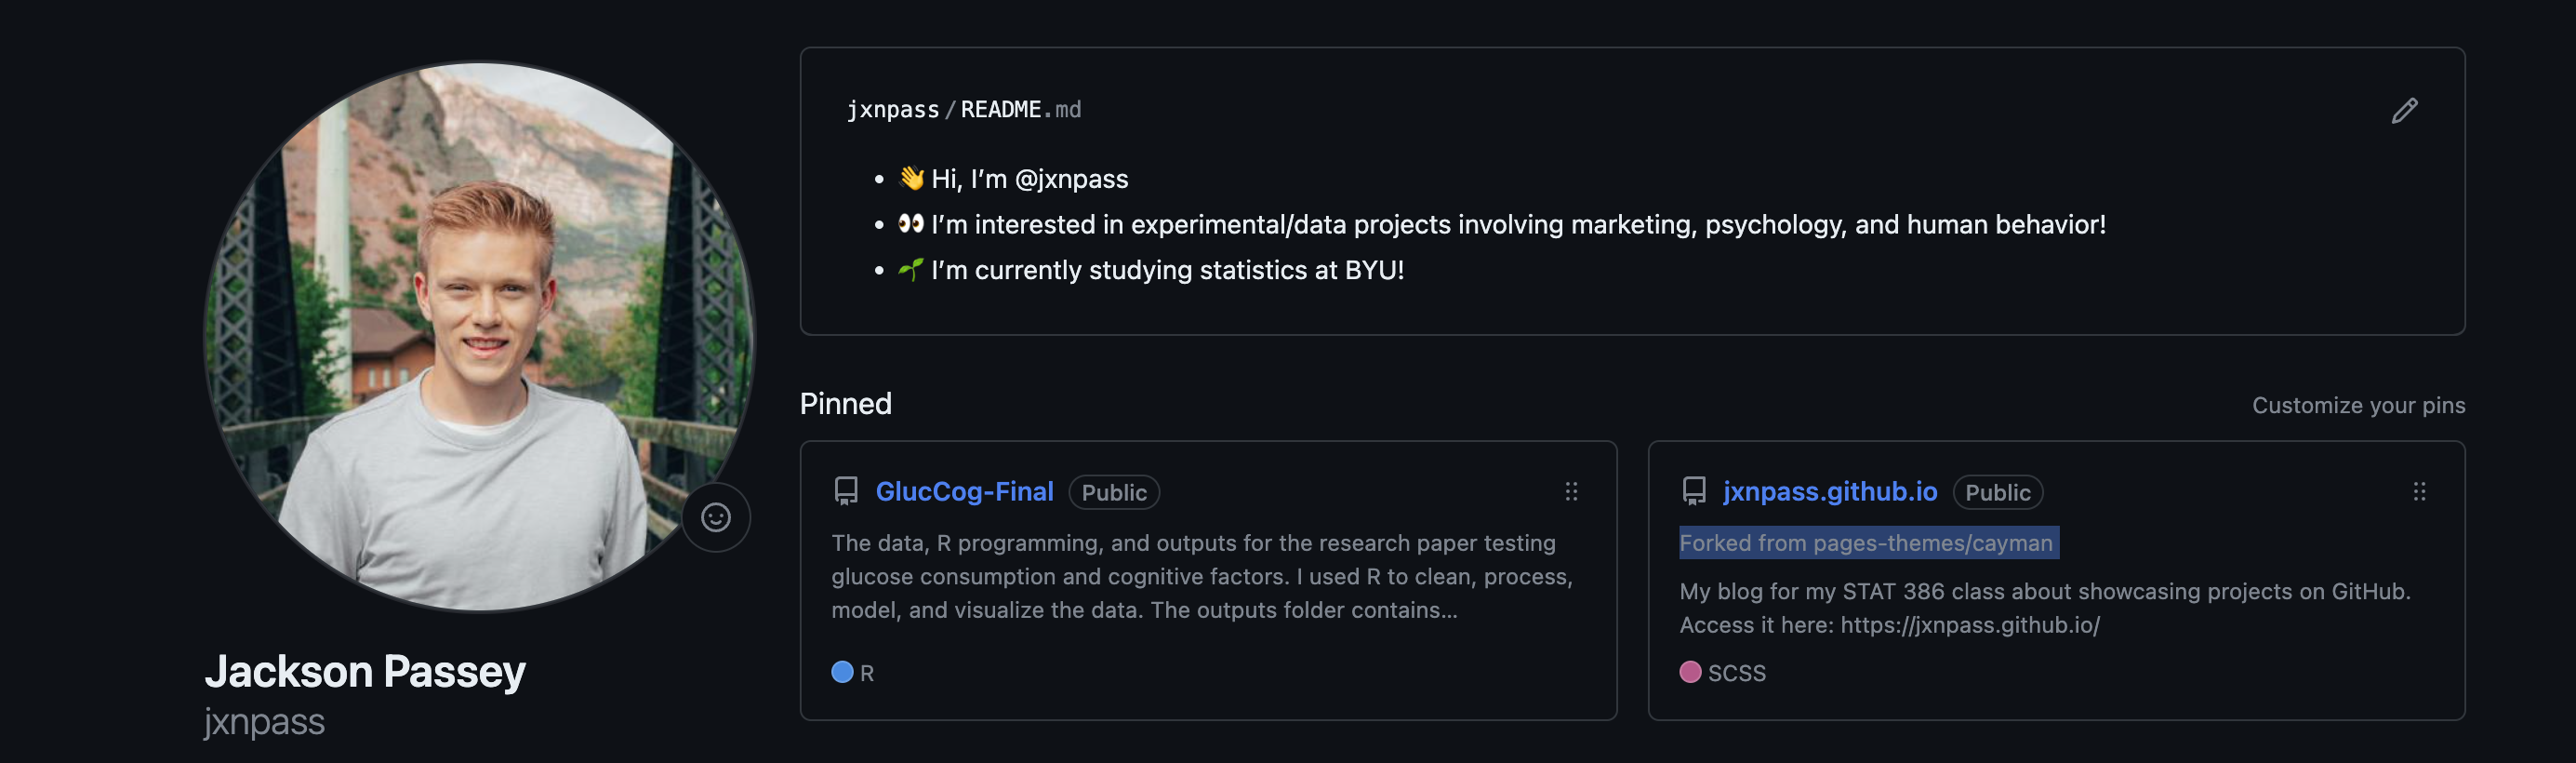 jxnpass/README.md
👋 Hi, I’m @jxnpass
👀 I’m interested in experimental/data projects involving marketing, psychology, and human behavior!
🌱 I’m currently studying statistics at BYU!
Pinned
Customize your pins
GlucCog-Final Public
The data, R programming, and outputs for the research paper testing
glucose consumption and cognitive factors. I used R to clean, process,
model, and visualize the data. The outputs folder contains...
R
jxnpass.github.io Public
Forked from pages-themes/cayman
My blog for my STAT 386 class about showcasing projects on GitHub.
Access it here: https://jxnpass.github.io/
SCSS
Jackson Passey
jxnpass